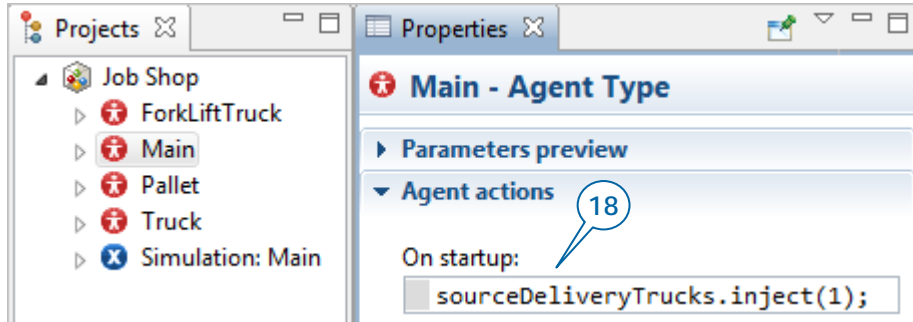 Projects
Job Shop
ForkLiftTruck
Main
Pallet
Truck
Simulation: Main
Properties
Main - Agent Type
Parameters preview
Agent actions
18
On startup:
sourceDeliveryTrucks.inject(1);